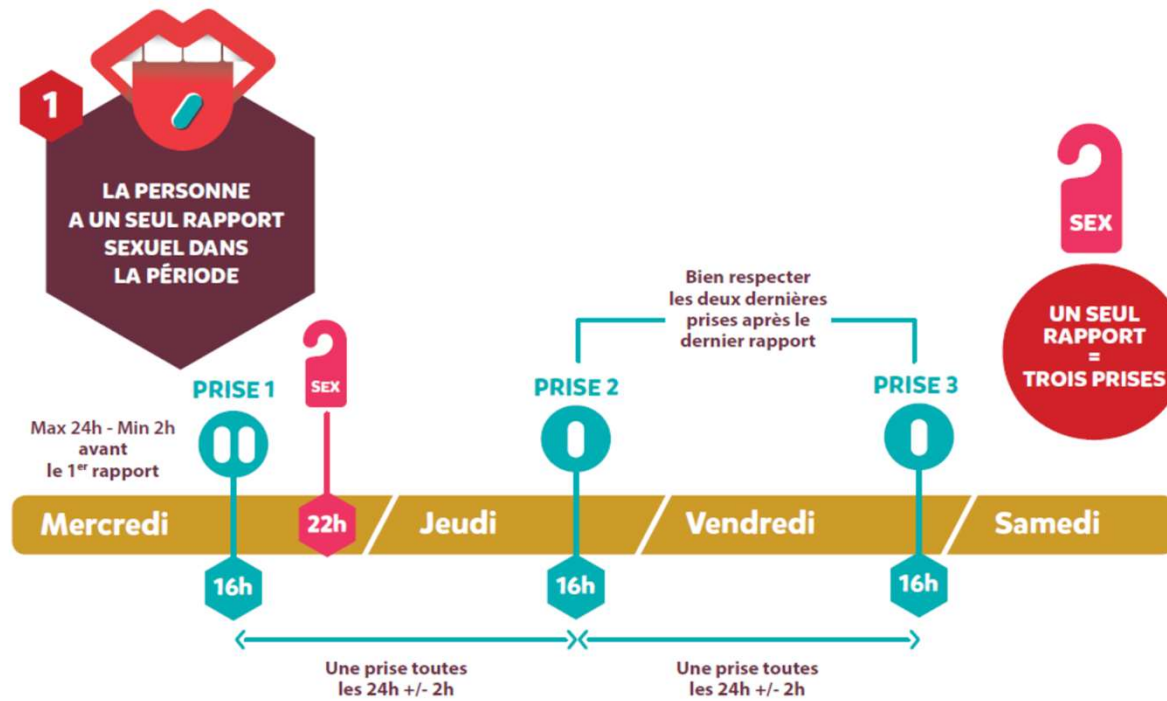 1
LA PERSONNE
A UN SEUL RAPPORT
SEXUEL DANS
LA PÉRIODE
SEX
UN SEUL
RAPPORT
=
TROIS PRISES
Bien respecter
les deux dernières
prises après le
dernier rapport
Max 24h - Min 2h
avant
le 1er rapport
PRISE 1
SEX
PRISE 2
PRISE 3
Mercredi
22h
Jeudi
Vendredi
Samedi
16h
16h
16h
Une prise toutes
les 24h +/- 2h
Une prise toutes
les 24h +/- 2h